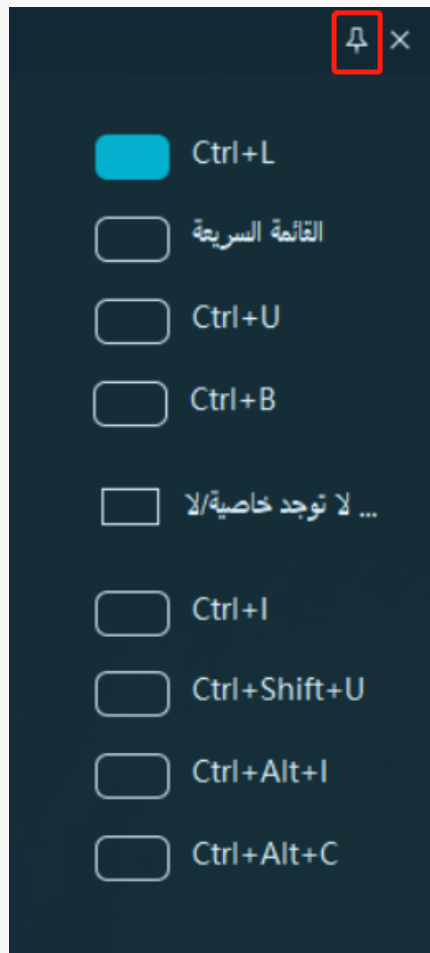 Ctrl+L
القائمة السريعة
Ctrl+U
Ctrl+B
لا توجد خاصية/لا ...
Ctrl+I
Ctrl+Shift+U
Ctrl+Alt+I
Ctrl+Alt+C